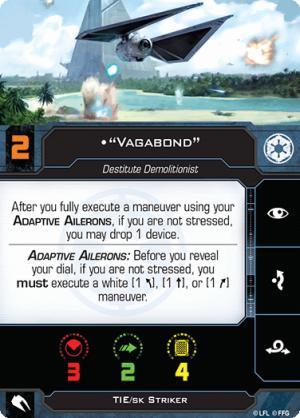 •“Vagabond”
2
Destitute Demolitionist
After you fully execute a maneuver using your
Adaptive Ailerons, if you are not stressed,
you may drop 1 device.
Adaptive Ailerons: Before you reveal
your dial, if you are not stressed, you
must execute a white [1 ↰], [1 ↑], or [1 ↱]
maneuver.
3 2 4
TIE/sk Striker
©LFL ©FFG